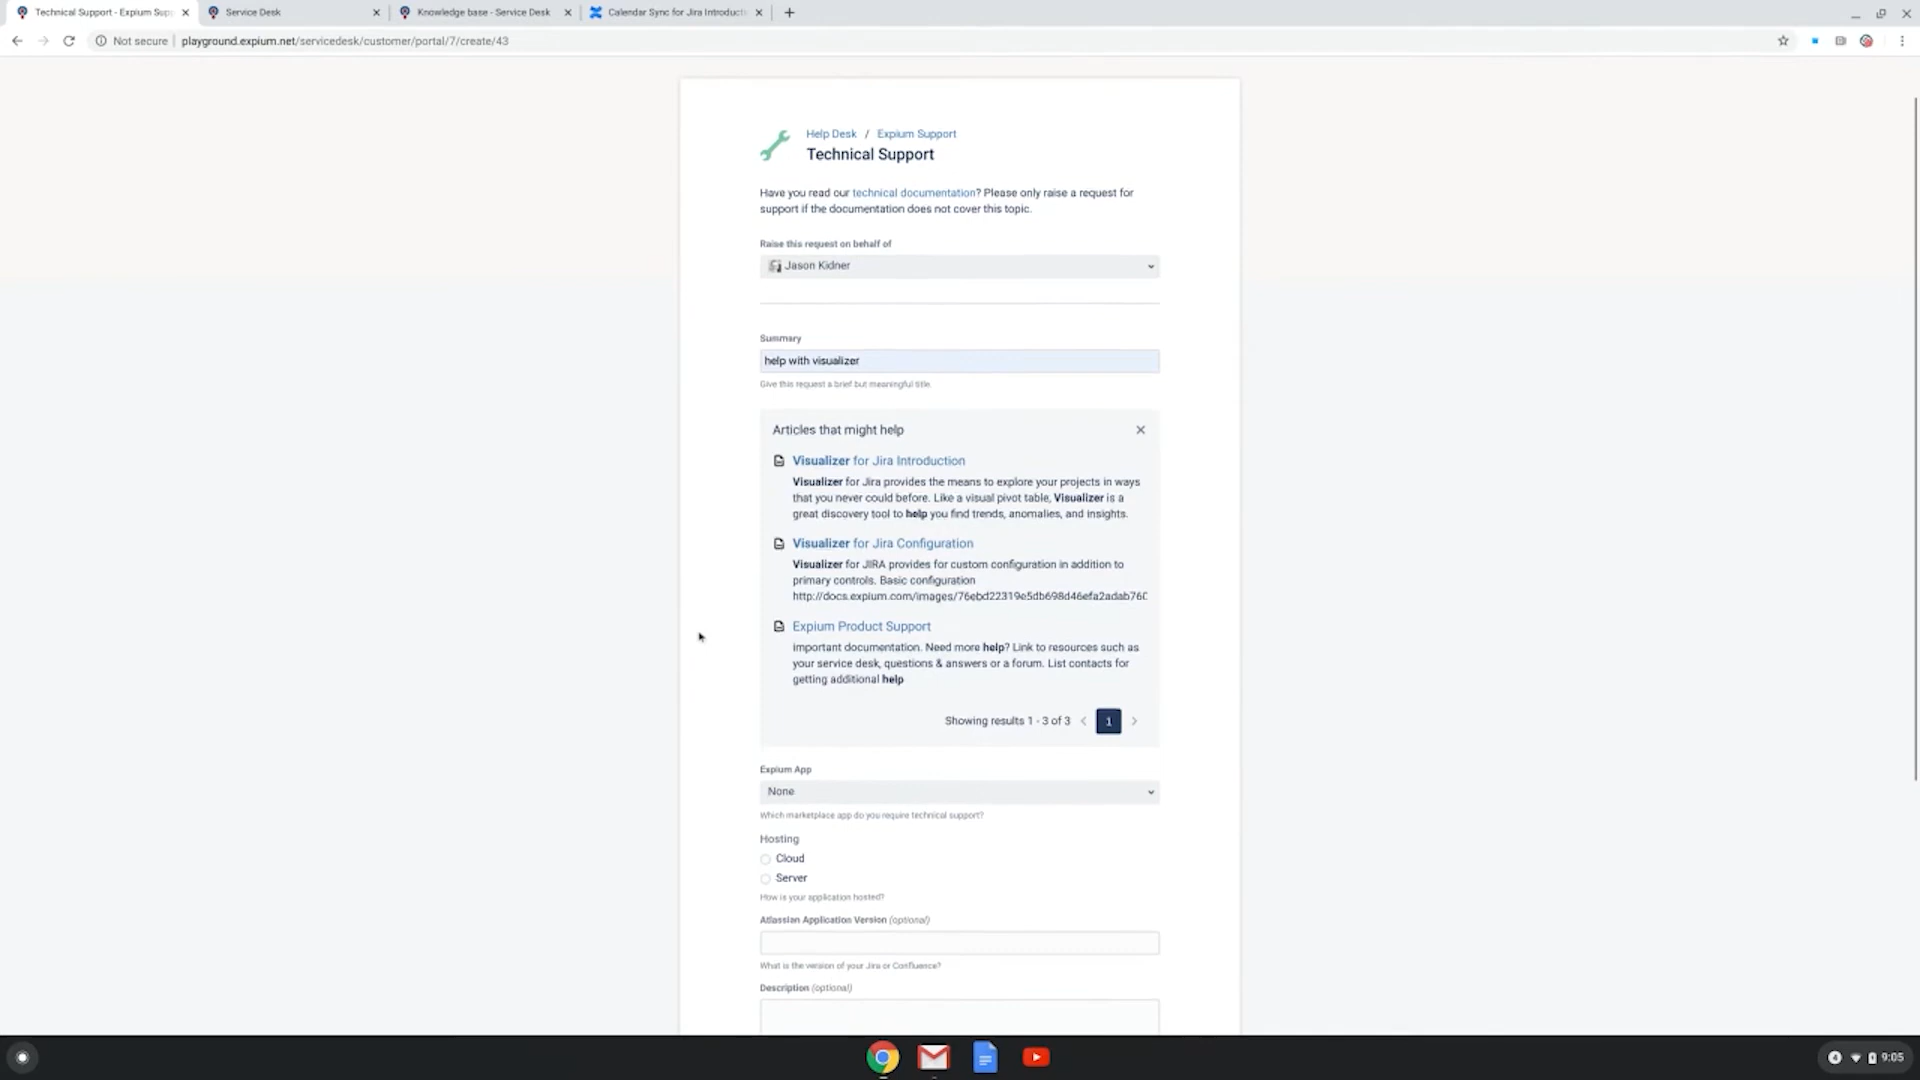 Technical Support - Expium Sup
Service Desk
Knowledge base - Service Desk
Calendar Sync for Jira Introducti
Not secure
playground.expium.net/servicedesk/customer/portal/7/create/43
Help Desk / Expium Support
Technical Support
Have you read our technical documentation? Please only raise a request for
support if the documentation does not cover this topic.
Raise this request on behalf of
Jason Kidner
Summary
help with visualizer
Give this request a brief but meaningful title.
Articles that might help
Visualizer for Jira Introduction
Visualizer for Jira provides the means to explore your projects in ways
that you never could before. Like a visual pivot table, Visualizer is a
great discovery tool to help you find trends, anomalies, and insights.
Visualizer for Jira Configuration
Visualizer for JIRA provides for custom configuration in addition to
primary controls. Basic configuration
http://docs.expium.com/images/76ebd22319e5db698d46efa2adab760
Expium Product Support
important documentation. Need more help? Link to resources such as
your service desk, questions & answers or a forum. List contacts for
getting additional help
Showing results 1 - 3 of 3
1
Expium App
None
Which marketplace app do you require technical support?
Hosting
Cloud
Server
How is your application hosted?
Atlassian Application Version (optional)
What is the version of your Jira or Confluence?
Description (optional)
4
9:05